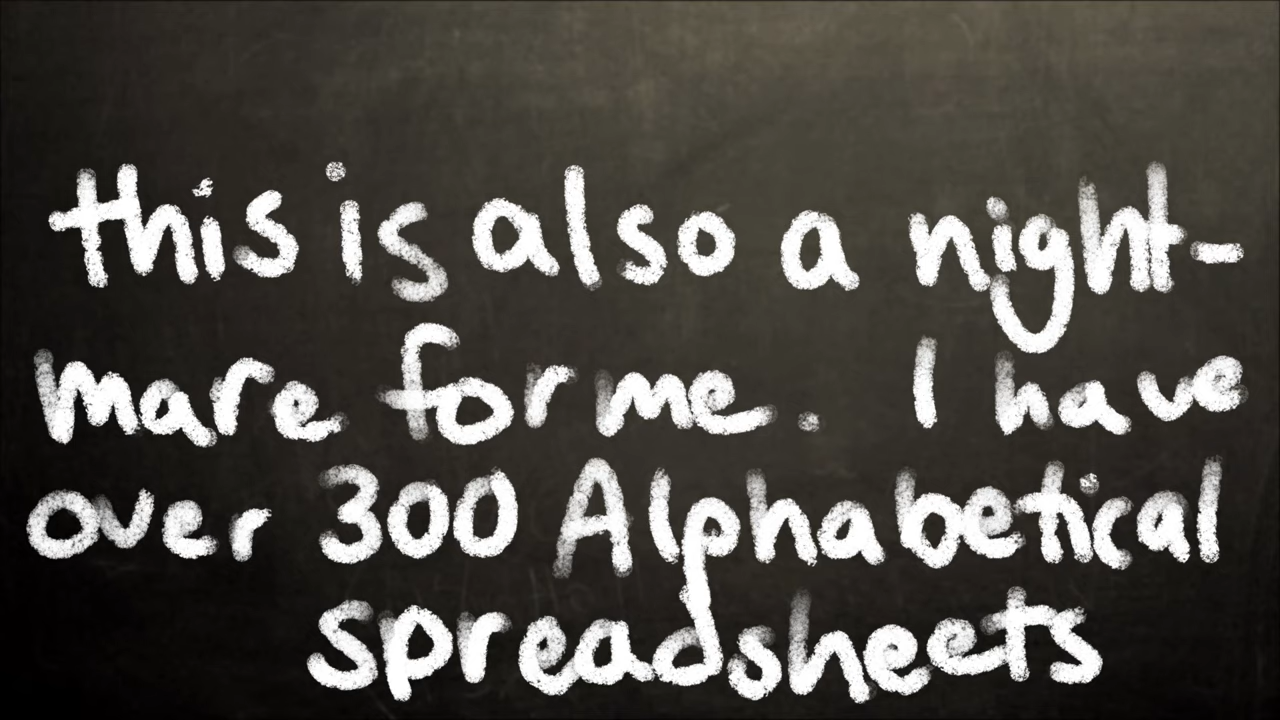 this is also a night-
mare for me. I have
over 300 Alphabetical
spreadsheets